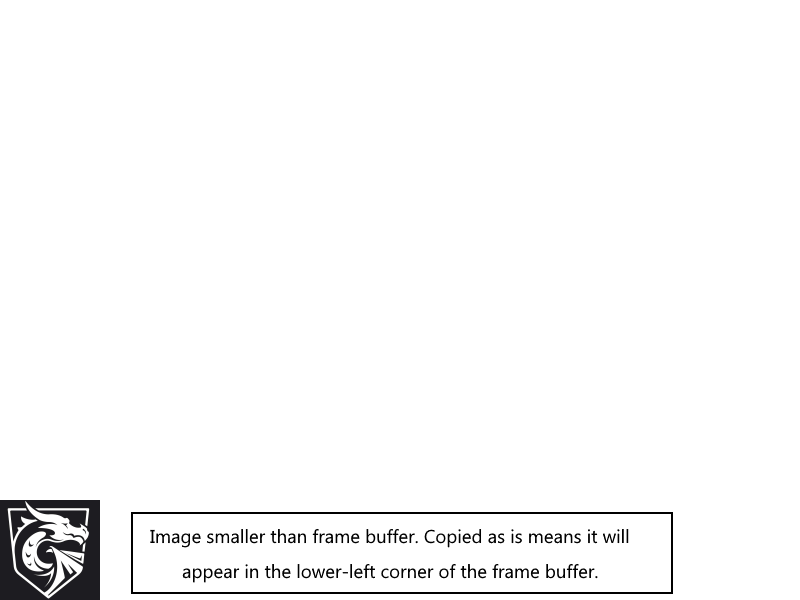 Image smaller than frame buffer. Copied as is means it will
appear in the lower-left corner of the frame buffer.